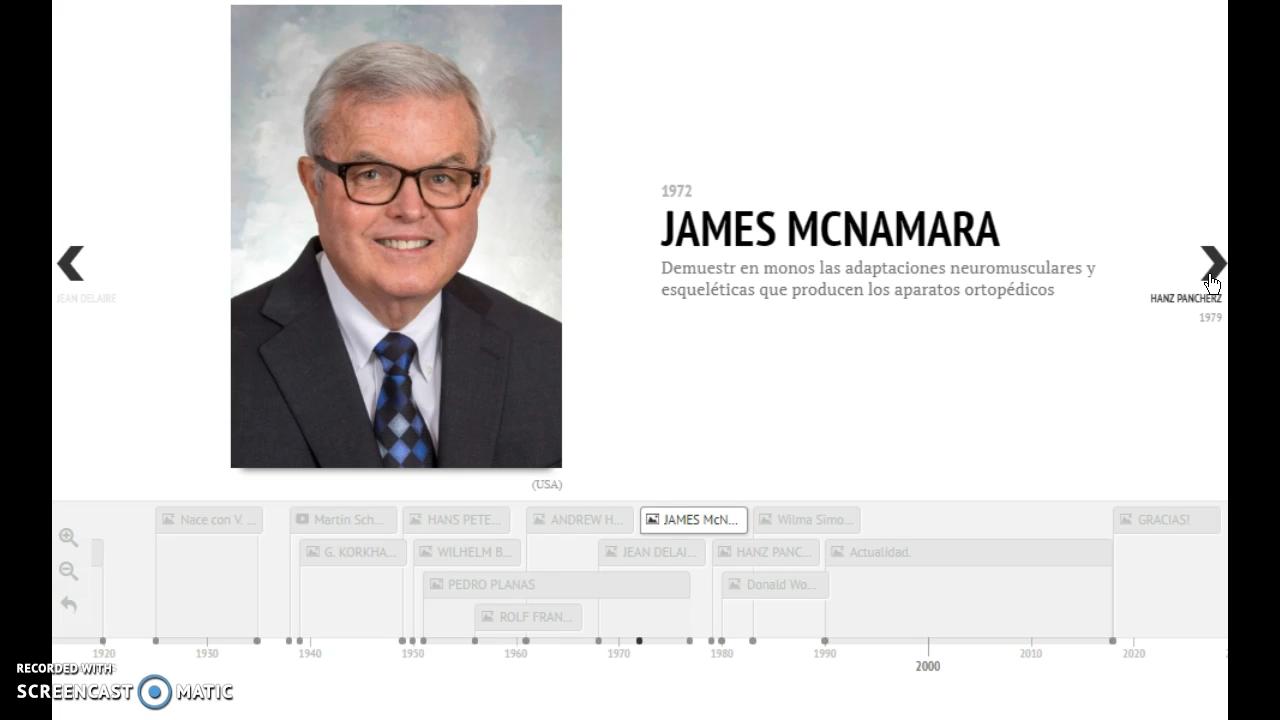 1972
JAMES MCNAMARA
Demuestr en monos las adaptaciones neuromusculares y
esqueléticas que producen los aparatos ortopédicos
JEAN DELAIRE
HANZ PANCHERZ
1979
(USA)
Nace con V. ...
Martin Sch...
HANS PETE...
ANDREW H...
JAMES McN...
Wilma Simo...
GRACIAS!
G. KORKHA...
WILHELM B...
JEAN DELAI...
HANZ PANC...
Actualidad.
PEDRO PLANAS
Donald Wo...
ROLF FRAN...
1920 1930 1940 1950 1960 1970 1980 1990 2000 2010 2020
RECORDED WITH
SCREENCAST MATIC